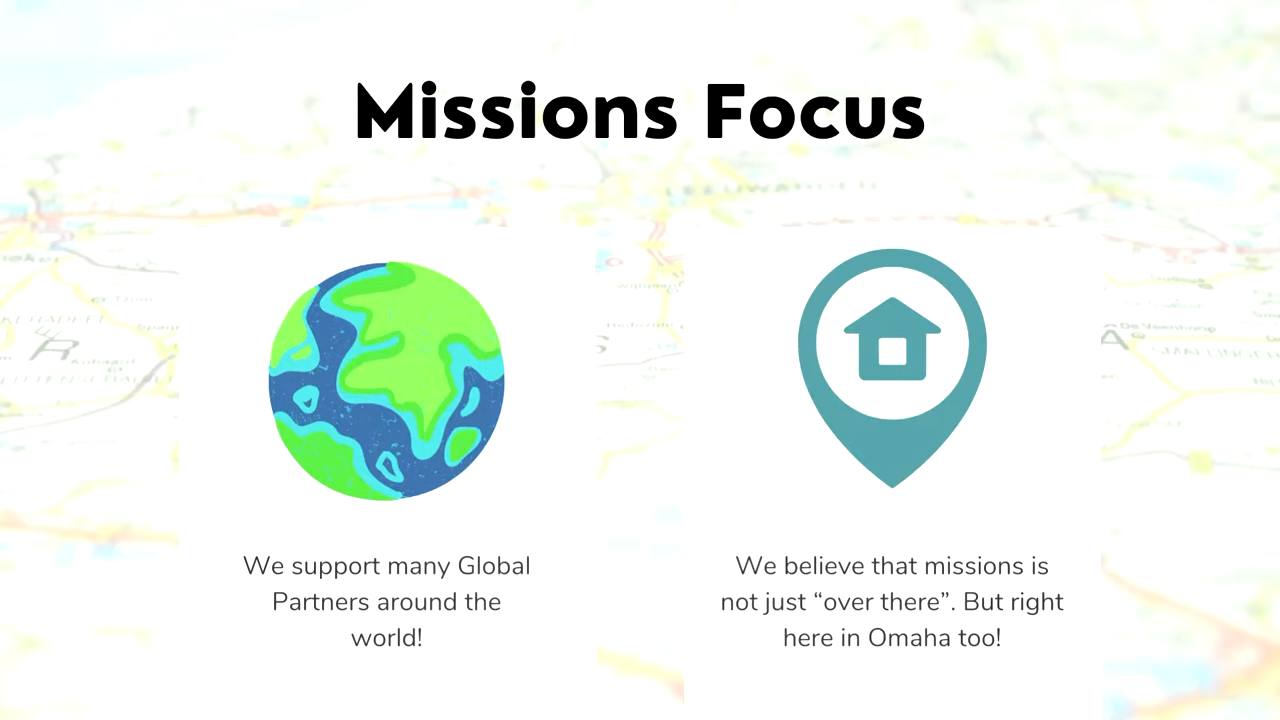 Missions Focus
We support many Global
Partners around the
world!
We believe that missions is
not just “over there”. But right
here in Omaha too!
LEEUWARDEN